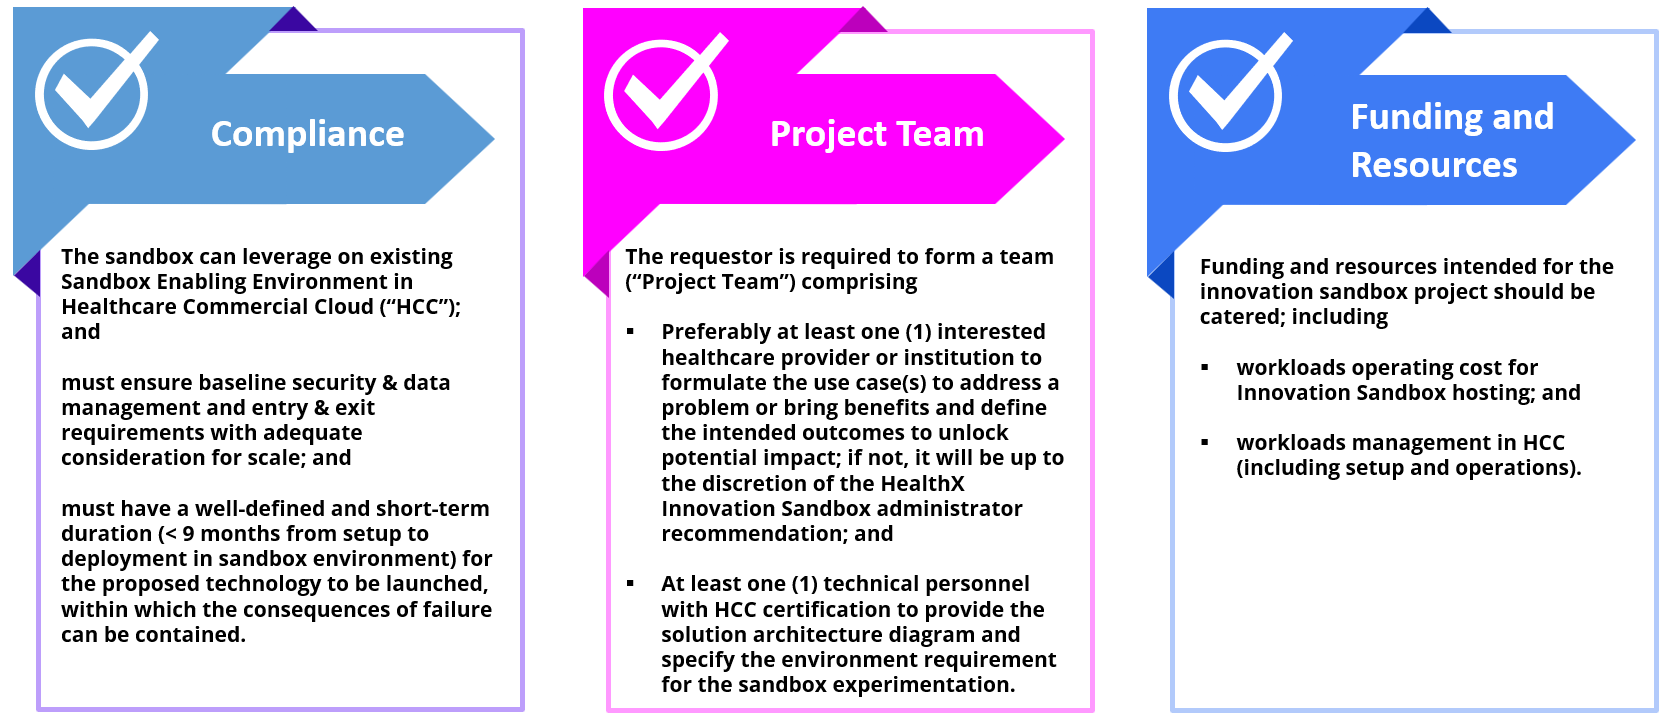 Compliance
The sandbox can leverage on existing
Sandbox Enabling Environment in
Healthcare Commercial Cloud (“HCC”);
and
must ensure baseline security & data
management and entry & exit
requirements with adequate
consideration for scale; and
must have a well-defined and short-term
duration (< 9 months from setup to
deployment in sandbox environment) for
the proposed technology to be launched,
within which the consequences of failure
can be contained.
Project Team
The requestor is required to form a team
(“Project Team”) comprising
▪ Preferably at least one (1) interested
healthcare provider or institution to
formulate the use case(s) to address a
problem or bring benefits and define
the intended outcomes to unlock
potential impact; if not, it will be up to
the discretion of the HealthX
Innovation Sandbox administrator
recommendation; and
▪ At least one (1) technical personnel
with HCC certification to provide the
solution architecture diagram and
specify the environment requirement
for the sandbox experimentation.
Funding and
Resources
Funding and resources intended for the
innovation sandbox project should be
catered; including
▪ workloads operating cost for
Innovation Sandbox hosting; and
▪ workloads management in HCC
(including setup and operations).